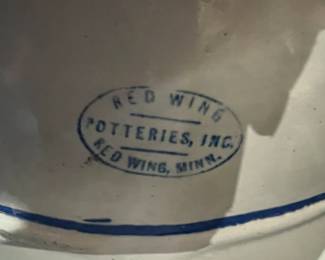 RED WING
POTTERIES, INC.
RED WING, MINN.